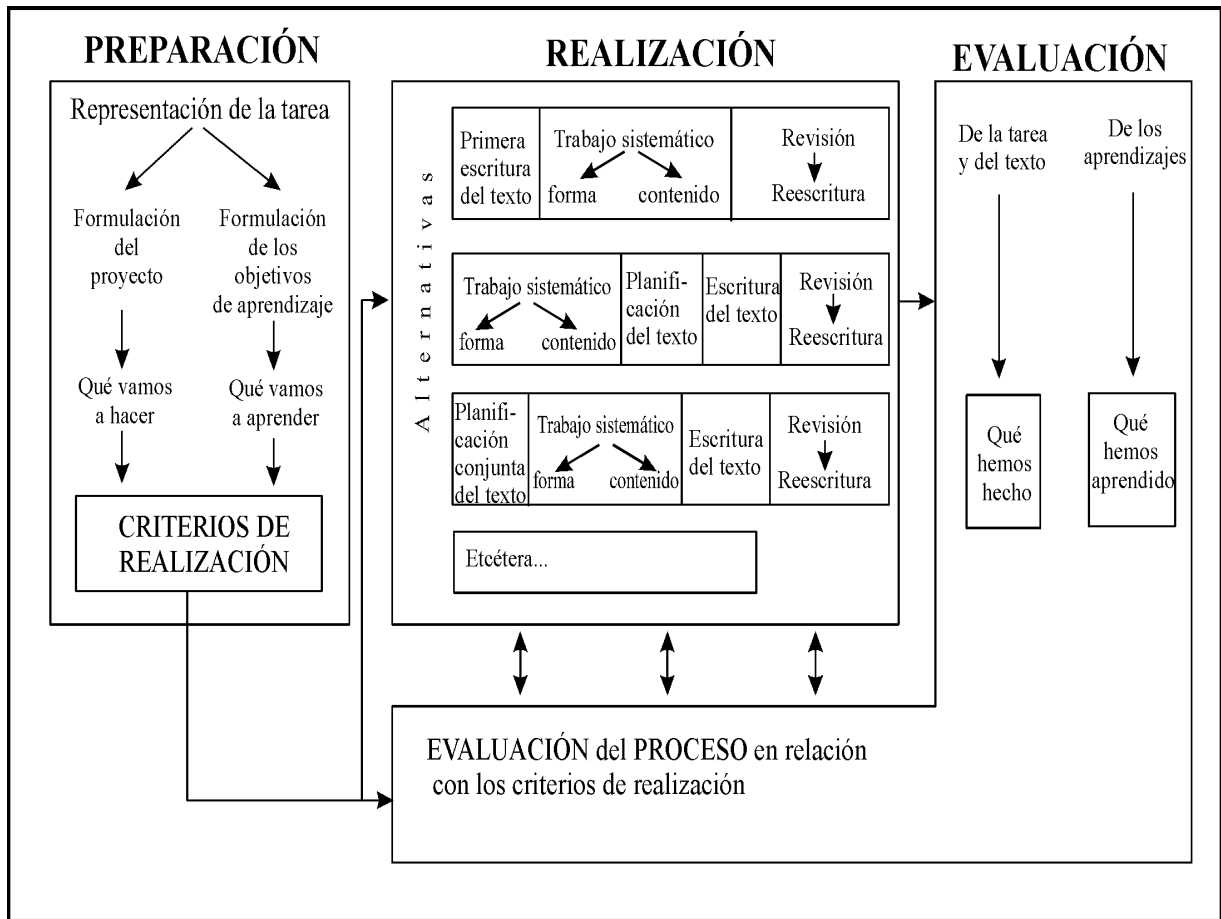 PREPARACIÓN
Representación de la tarea
Formulación
del
proyecto
Formulación
de los
objetivos
de aprendizaje
Qué vamos
a hacer
Qué vamos
a aprender
CRITERIOS DE
REALIZACIÓN
REALIZACIÓN
Alternativas
Primera
escritura
del texto
Trabajo sistemático
forma
contenido
Revisión
Reescritura
Trabajo sistemático
forma
contenido
Planifi-
cación
del texto
Escritura
del texto
Revisión
Reescritura
Planifi-
cación
conjunta
del texto
Trabajo sistemático
forma
contenido
Escritura
del texto
Revisión
Reescritura
Etcétera...
EVALUACIÓN
De la tarea
y del texto
De los
aprendizajes
Qué
hemos
hecho
Qué
hemos
aprendido
EVALUACIÓN del PROCESO en relación
con los criterios de realización